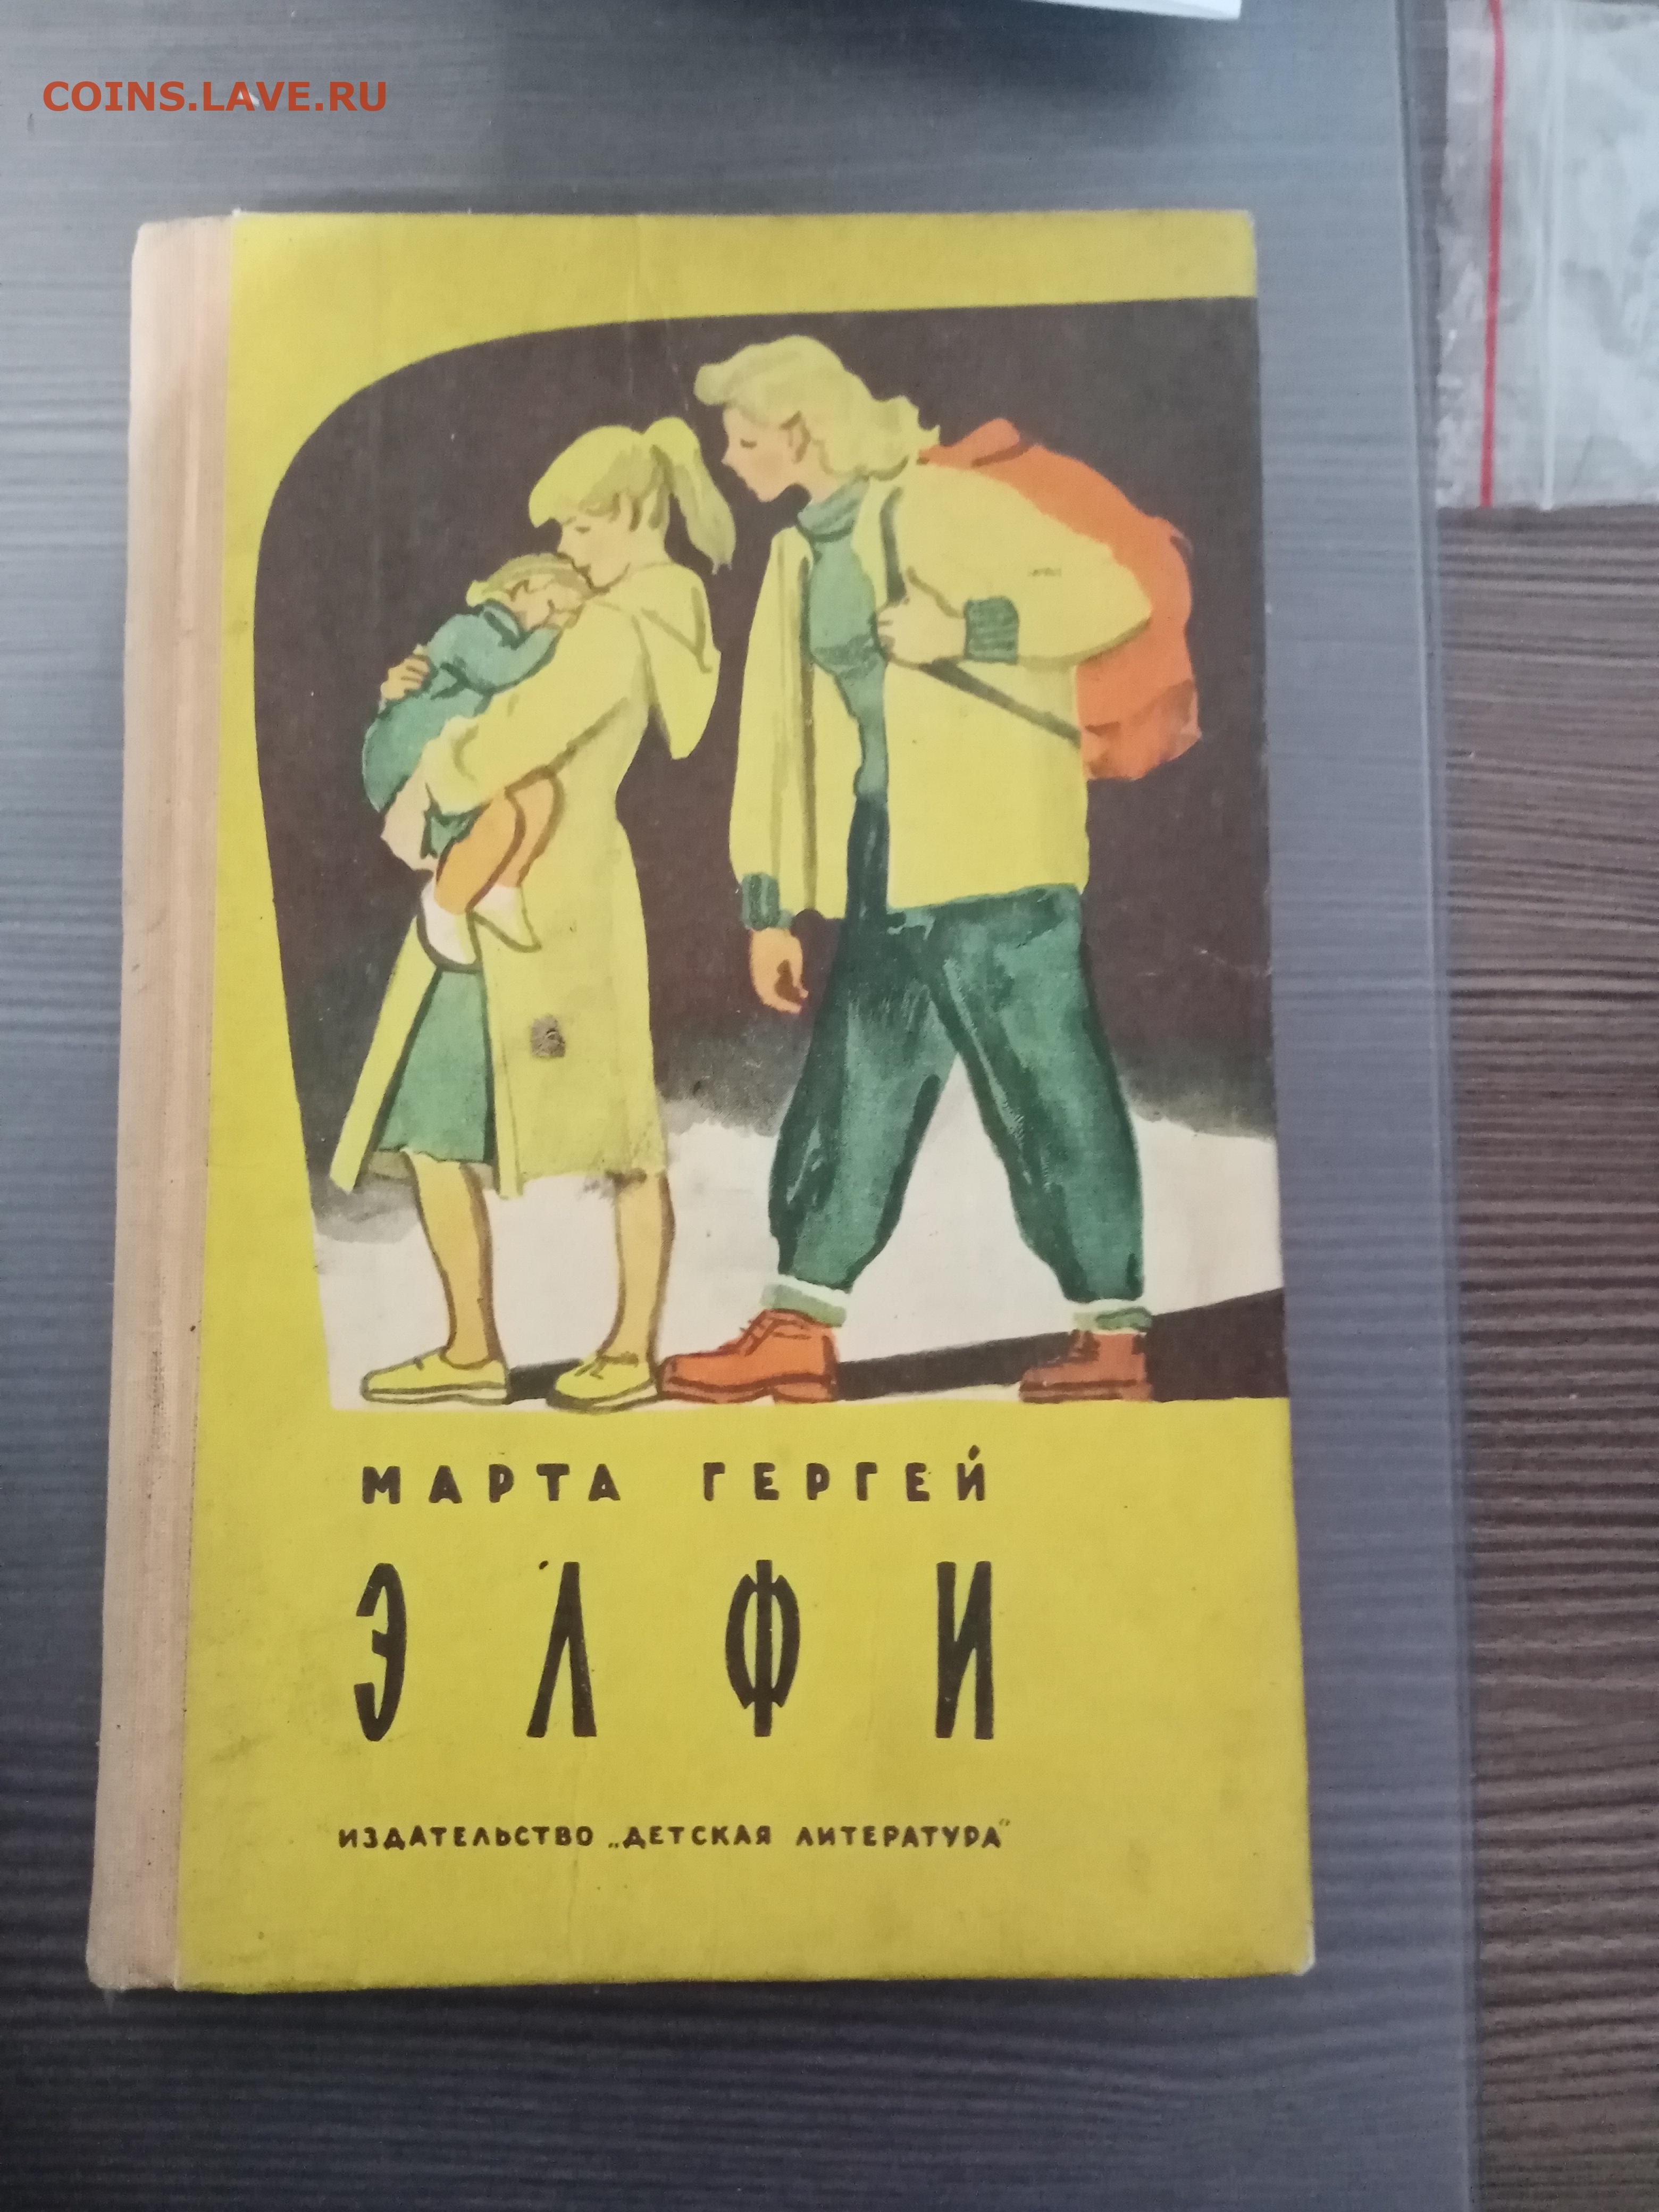 COINS.LAVE.RU
МАРТА ГЕРГЕЙ
ЭЛФИ
ИЗДАТЕЛЬСТВО „ДЕТСКАЯ ЛИТЕРАТУРА"